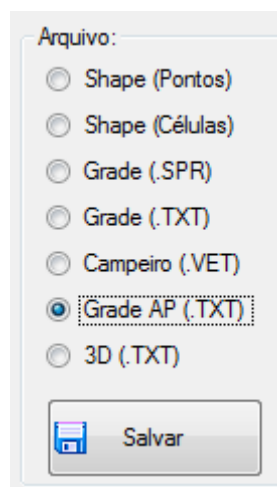 Arquivo:
Shape (Pontos)
Shape (Células)
Grade (.SPR)
Grade (.TXT)
Campeiro (.VET)
Grade AP (.TXT)
3D (.TXT)
Salvar